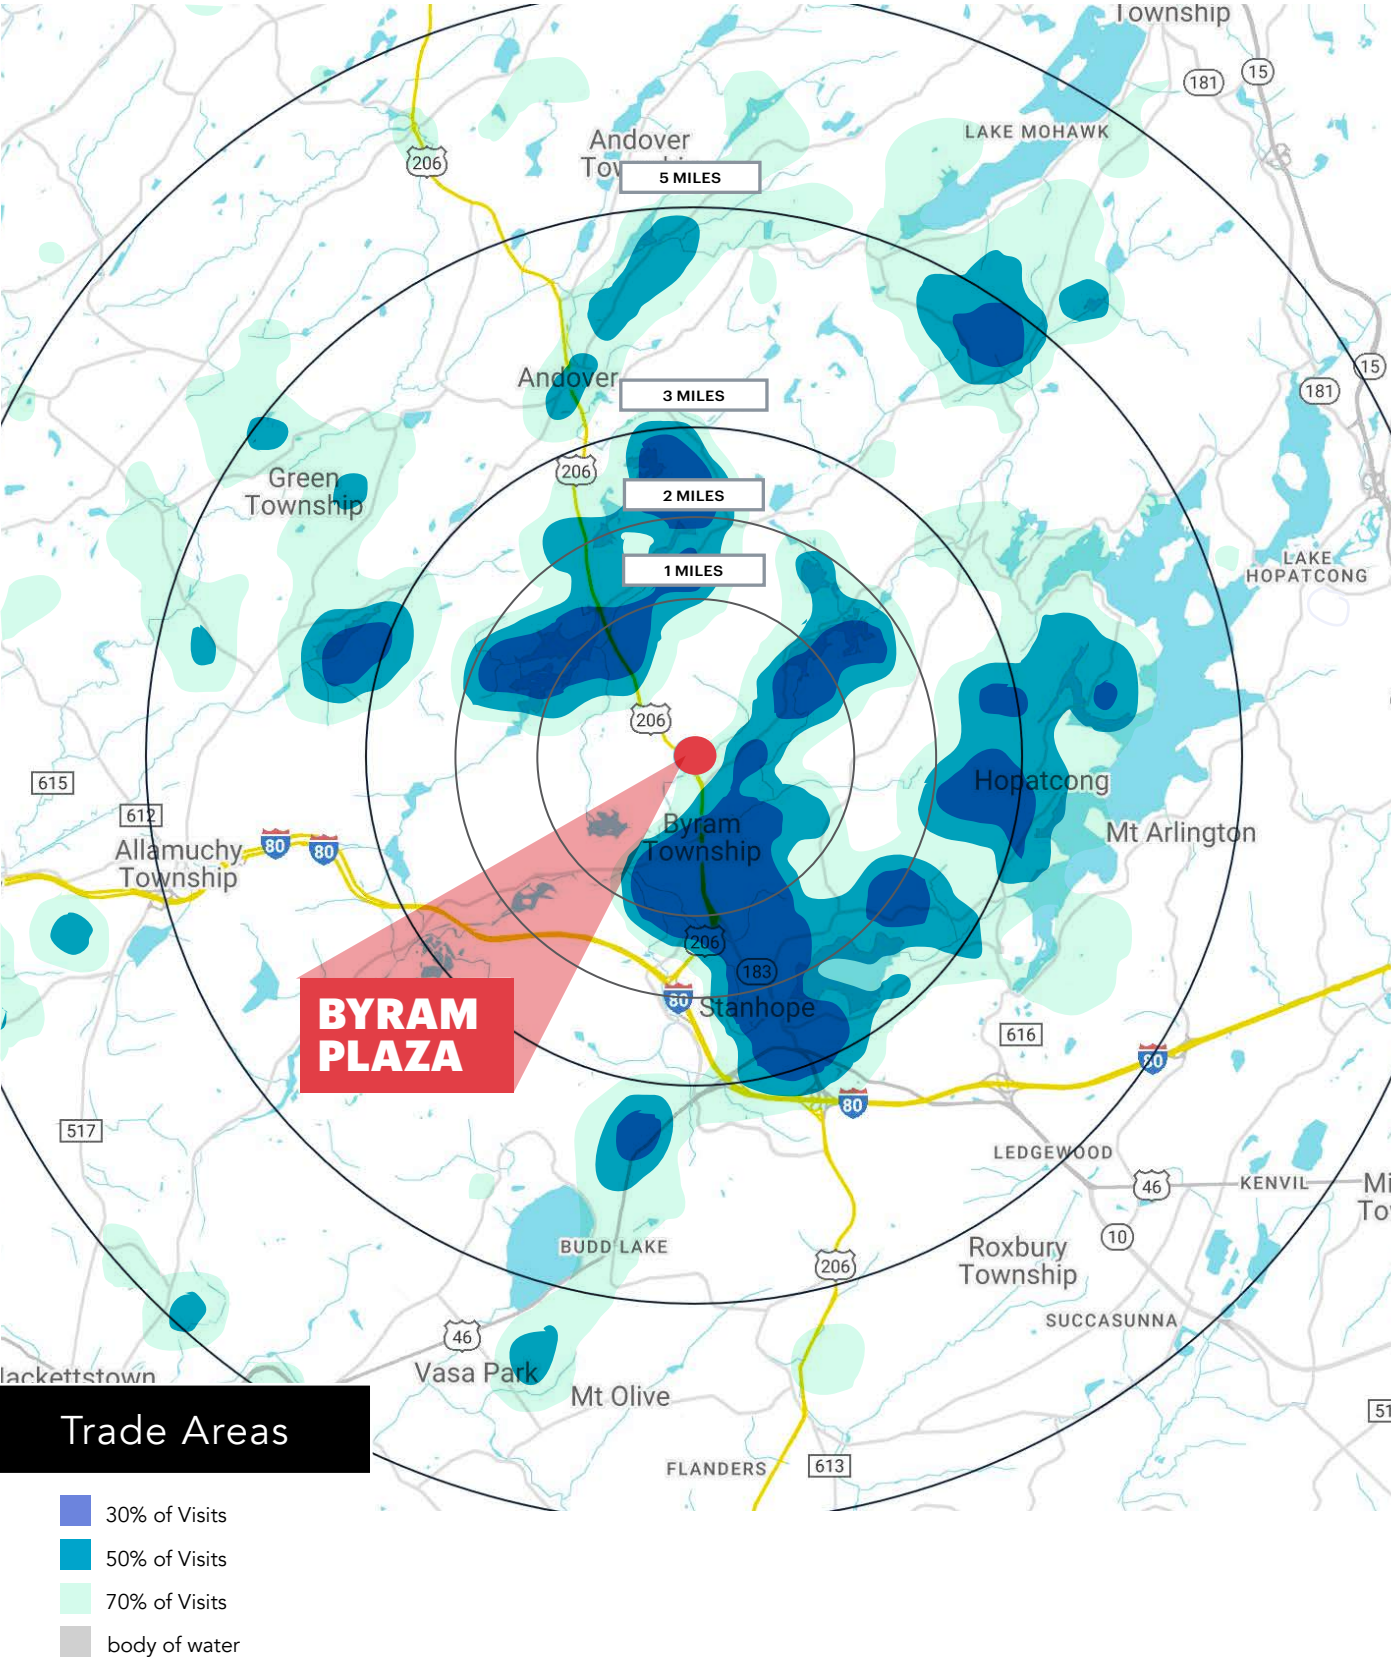 Township
181
15
LAKE MOHAWK
Andover
206
5 MILES
15
181
Andover
3 MILES
206
Green
Township
2 MILES
1 MILES
LAKE
HOPATCONG
206
615
Hopatcong
612
Byram
Township
Mt Arlington
80
80
Allamuchy
Township
206
183
80
Stanhope
BYRAM
PLAZA
616
80
80
517
LEDGEWOOD
46
KENVIL
Mi
To
10
BUDD LAKE
Roxbury
Township
206
SUCCASUNNA
46
Vasa Park
Mt Olive
ackettstown
51
Trade Areas
FLANDERS
613
30% of Visits
50% of Visits
70% of Visits
body of water